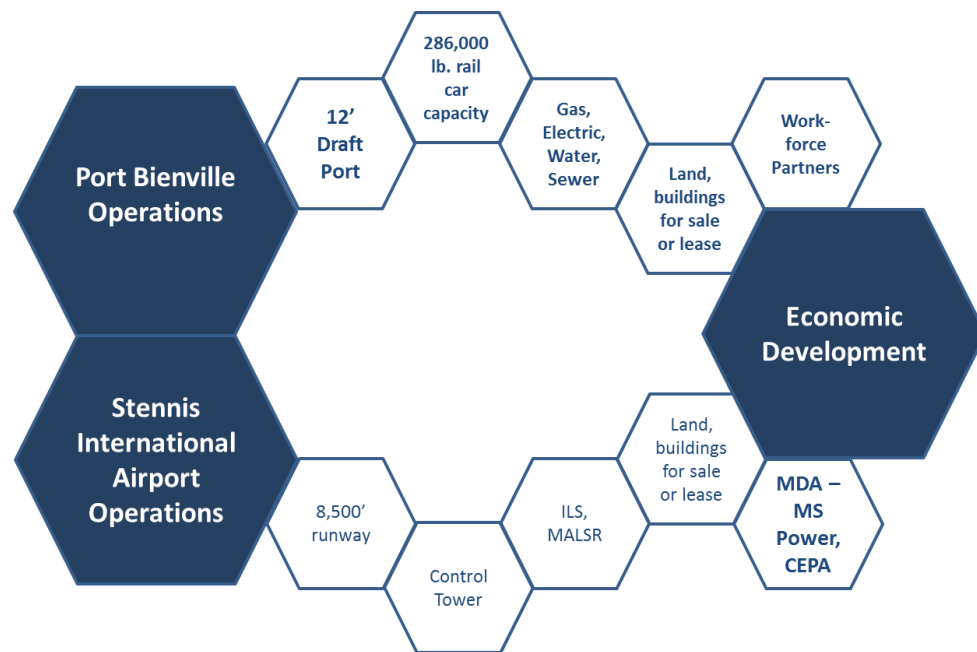 286,000
lb. rail
car
capacity
12’
Draft
Port
Gas,
Electric,
Water,
Sewer
Work-
force
Partners
Land,
buildings
for sale
or lease
Port Bienville
Operations
Economic
Development
Stennis
International
Airport
Operations
8,500’
runway
Control
Tower
ILS,
MALSR
Land,
buildings
for sale
or lease
MDA –
MS
Power,
CEPA